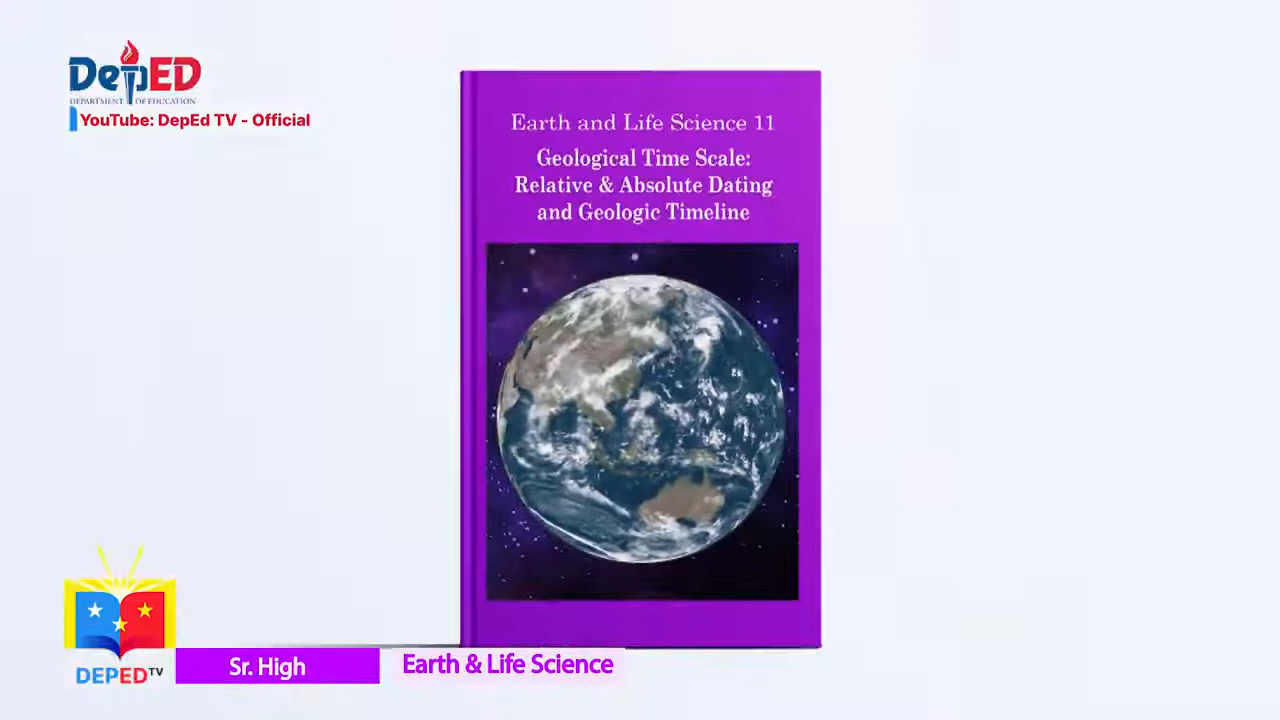 DepED
DEPARTMENT OF EDUCATION
YouTube: DepEd TV - Official
Earth and Life Science 11
Geological Time Scale:
Relative & Absolute Dating
and Geologic Timeline
DEPED TV
Sr. High
Earth & Life Science